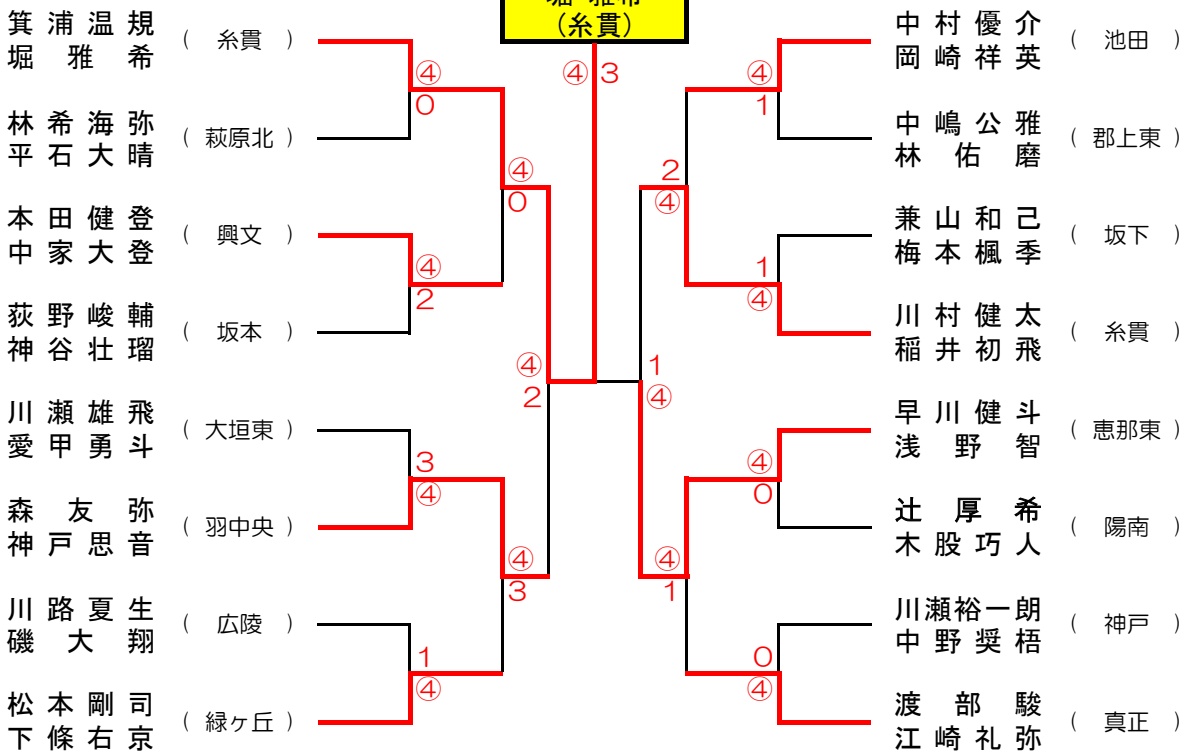 堀 雅希
(糸貫)
箕浦温規
堀雅希
( 糸貫 )
林希海弥
平石大晴
( 萩原北 )
本田健登
中家大登
( 興文 )
荻野峻輔
神谷壮瑠
( 坂本 )
川瀬雄飛
愛甲勇斗
( 大垣東 )
森友弥
神戸思音
( 羽中央 )
川路夏生
磯大翔
( 広陵 )
松本剛司
下條右京
( 緑ヶ丘 )
④
0
④
2
3
④
1
④
④
0
④
3
④
2
④ 3
1
④
2
④
④
1
④
1
1
④
④
0
0
④
中村優介
岡崎祥英
( 池田 )
中嶋公雅
林佑磨
( 郡上東 )
兼山和己
梅本楓季
( 坂下 )
川村健太
稲井初飛
( 糸貫 )
早川健斗
浅野智
( 恵那東 )
辻厚希
木股巧人
( 陽南 )
川瀬裕一朗
中野奨梧
( 神戸 )
渡部駿
江崎礼弥
( 真正 )